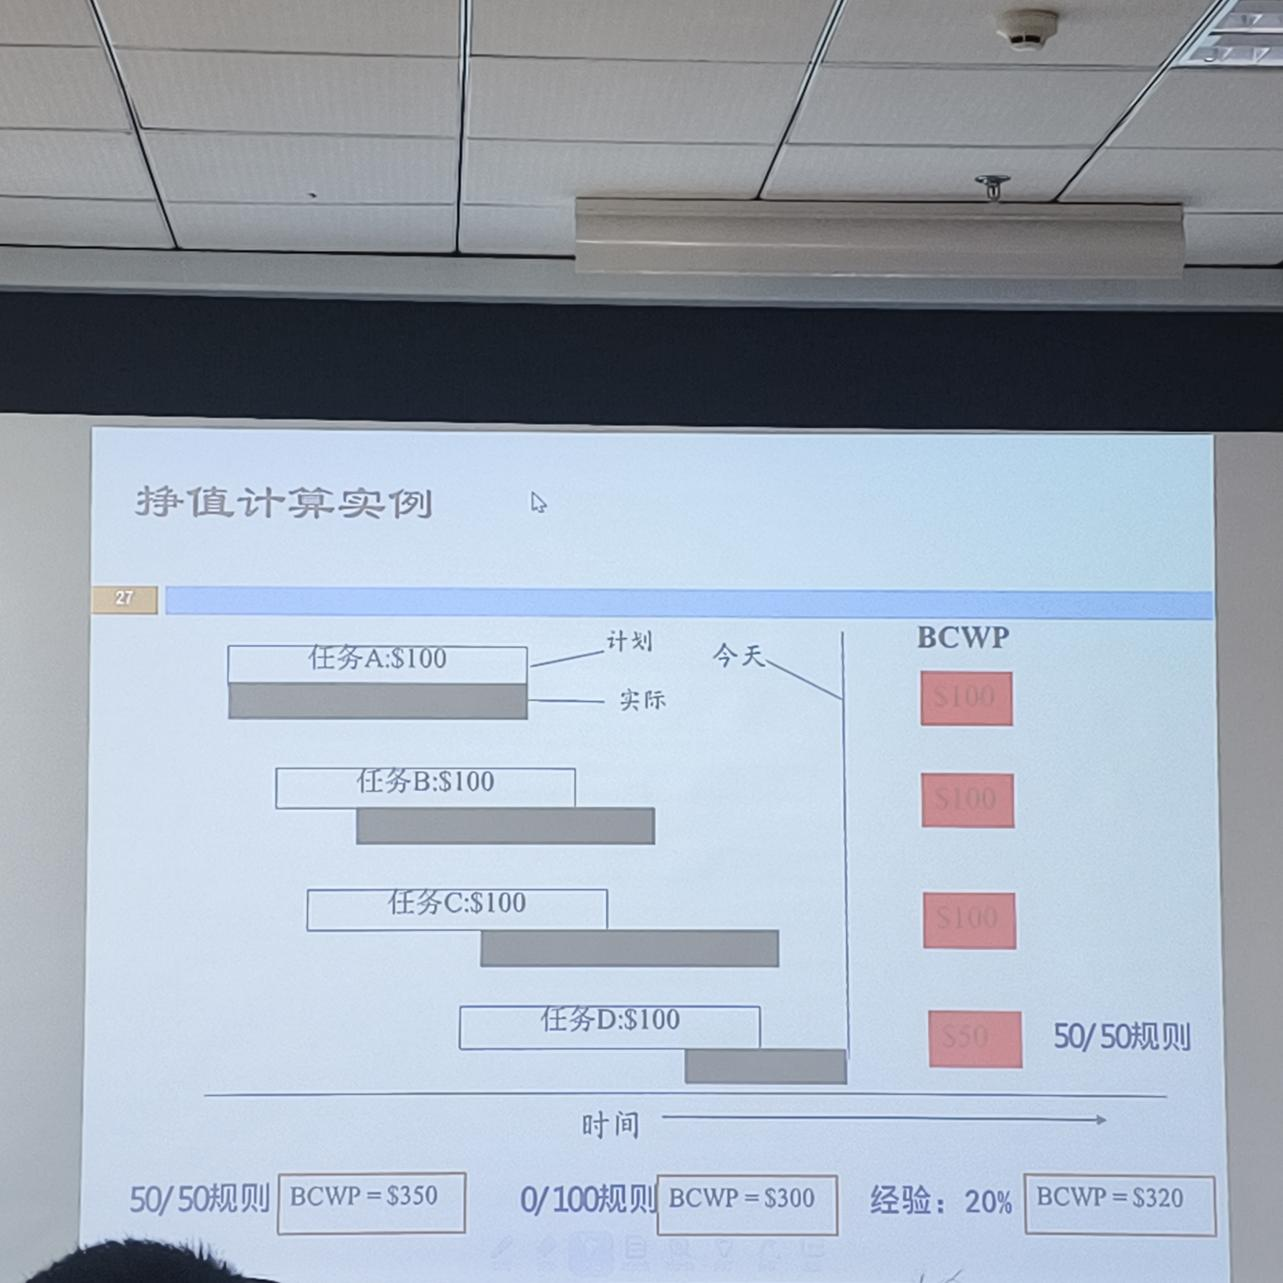 挣值计算实例
27
任务A:$100
计划
实际
今天
BCWP
$100
任务B:$100
$100
任务C:$100
$100
任务D:$100
$50
50/50规则
时间
50/50规则
BCWP = $350
0/100规则
BCWP = $300
经验：20%
BCWP = $320